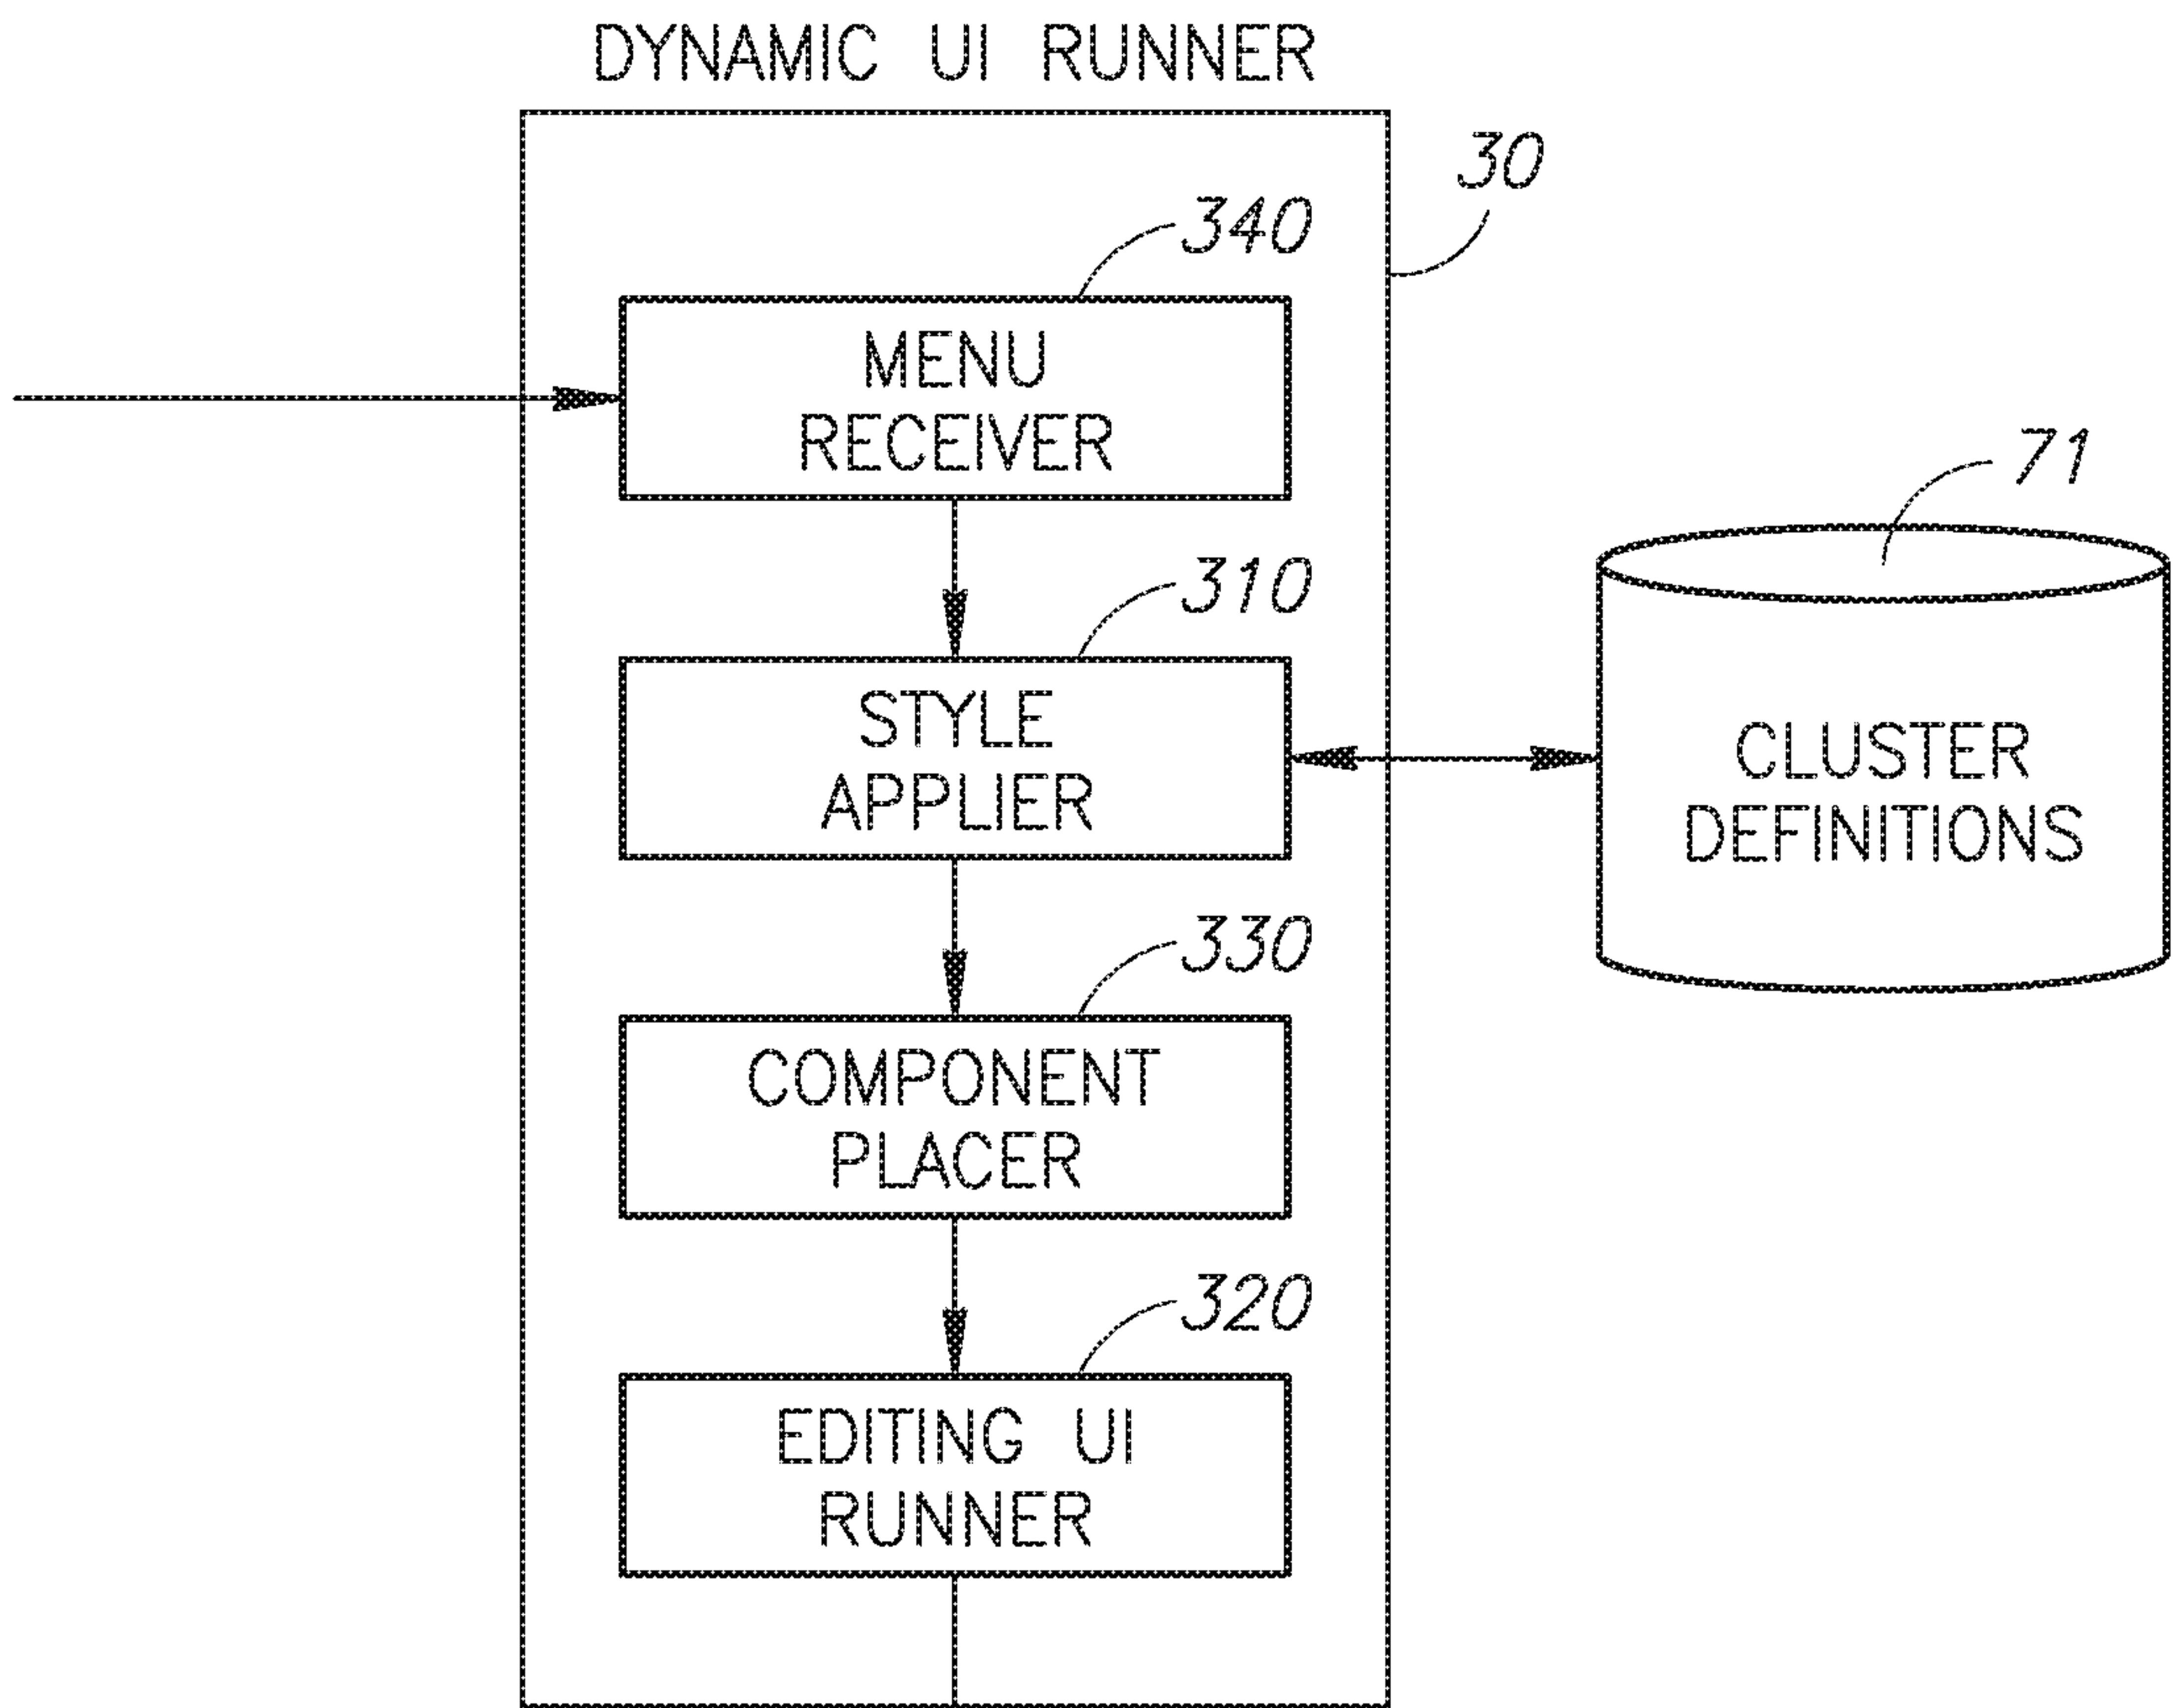 DYNAMIC UI RUNNER
30
340
MENU
RECEIVER
71
310
STYLE
APPLIER
CLUSTER
DEFINITIONS
330
COMPONENT
PLACER
320
EDITING UI
RUNNER